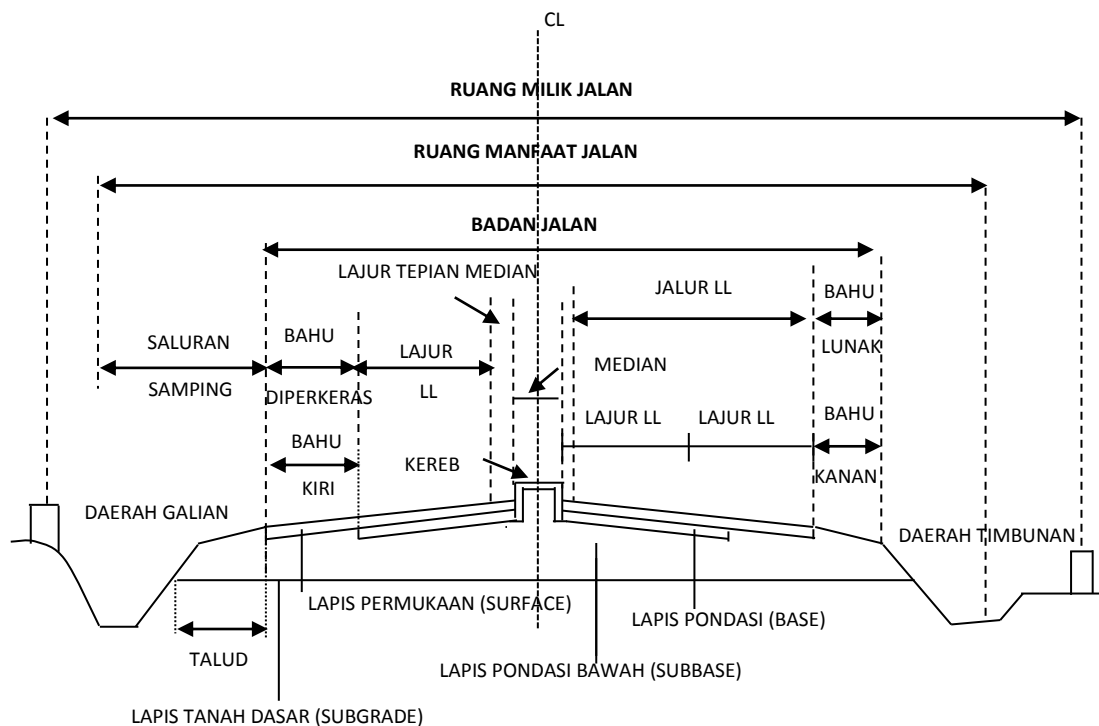 CL
RUANG MILIK JALAN
RUANG MANFAAT JALAN
BADAN JALAN
LAJUR TEPIAN MEDIAN
JALUR LL
BAHU
LUNAK
SALURAN
SAMPING
BAHU
DIPERKERAS
LAJUR
LL
MEDIAN
LAJUR LL
LAJUR LL
BAHU
KANAN
BAHU
KIRI
KEREB
DAERAH GALIAN
DAERAH TIMBUNAN
LAPIS PERMUKAAN (SURFACE)
LAPIS PONDASI (BASE)
TALUD
LAPIS PONDASI BAWAH (SUBBASE)
LAPIS TANAH DASAR (SUBGRADE)